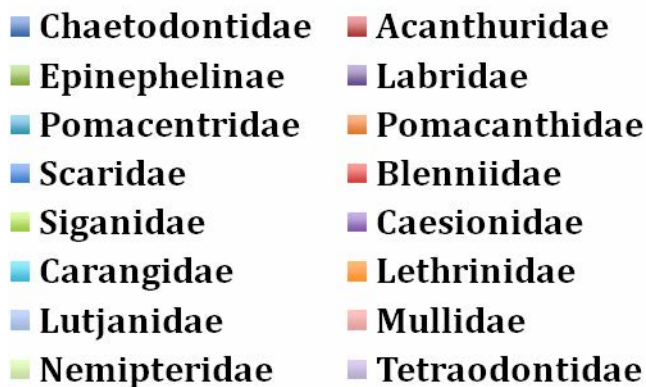 Chaetodontidae Acanthuridae
Epinephelinae Labridae
Pomacentridae Pomacanthidae
Scaridae Blenniidae
Siganidae Caesionidae
Carangidae Lethrinidae
Lutjanidae Mullidae
Nemipteridae Tetraodontidae